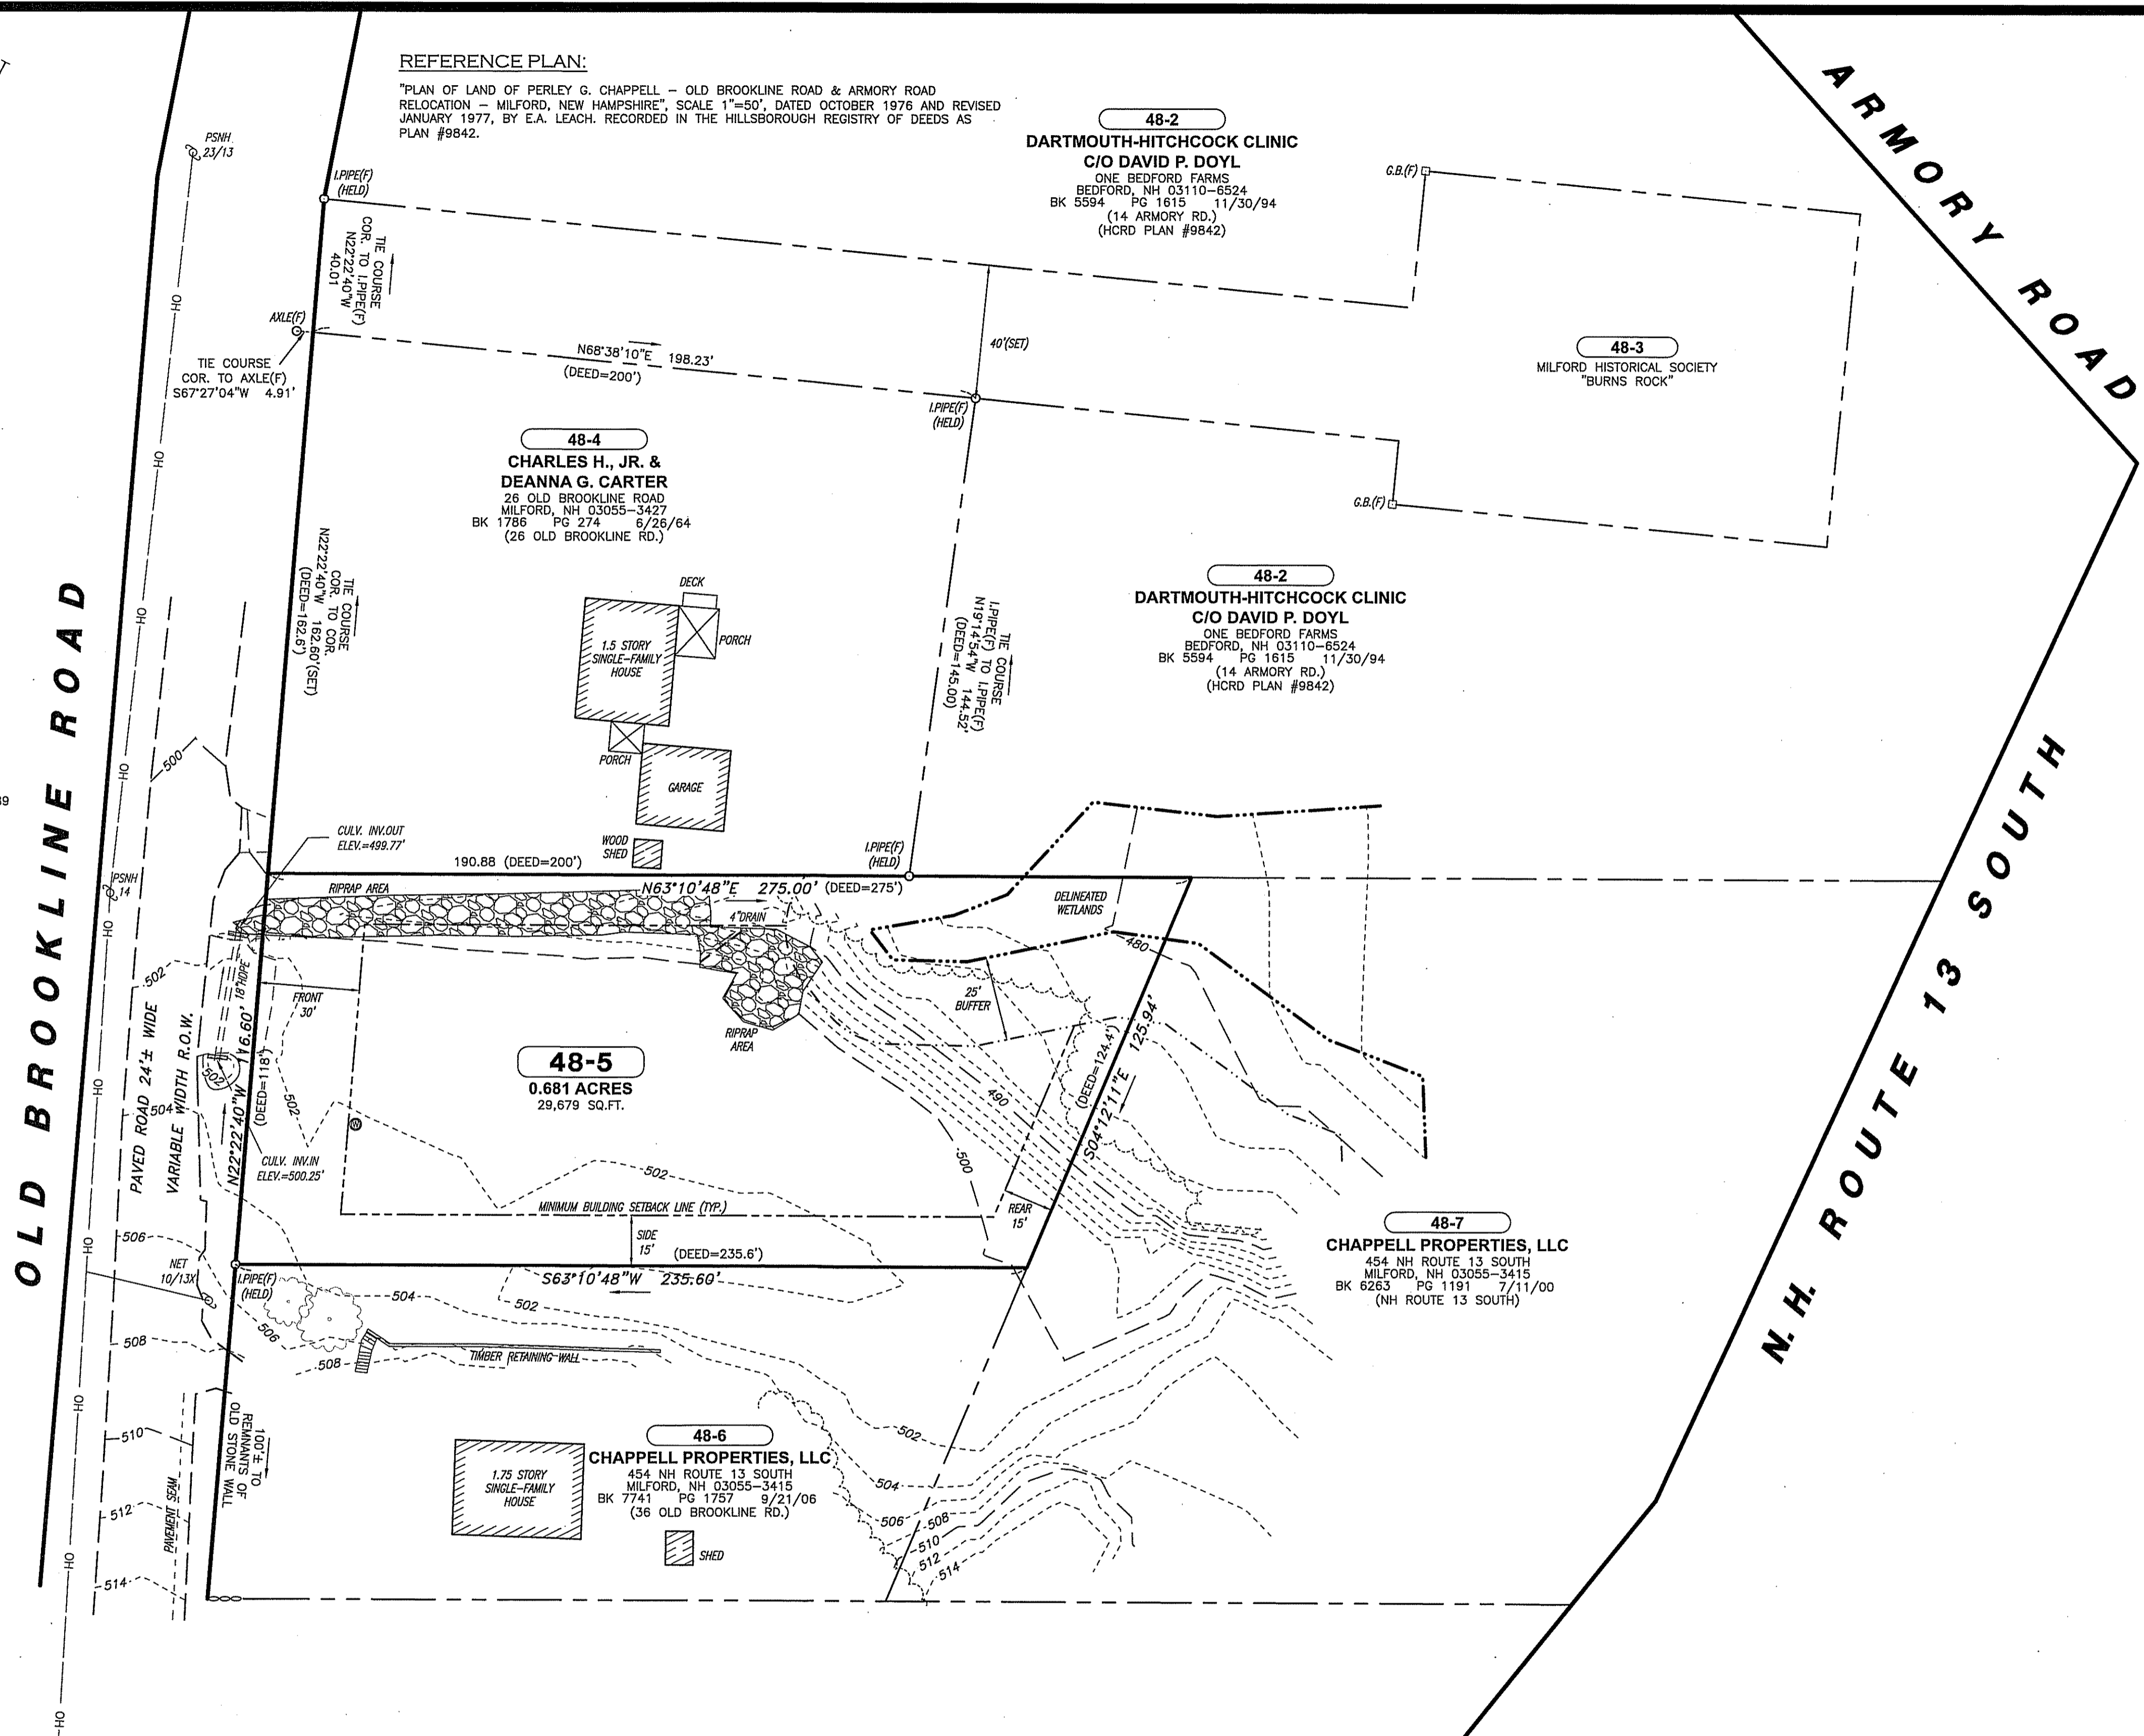 REFERENCE PLAN:
"PLAN OF LAND OF PERLEY G. CHAPPELL – OLD BROOKLINE ROAD & ARMORY ROAD
RELOCATION – MILFORD, NEW HAMPSHIRE", SCALE 1"=50', DATED OCTOBER 1976 AND REVISED
JANUARY 1977, BY E.A. LEACH. RECORDED IN THE HILLSBOROUGH REGISTRY OF DEEDS AS
PLAN #9842.
ARMORY ROAD
48-2
DARTMOUTH-HITCHCOCK CLINIC
C/O DAVID P. DOYL
ONE BEDFORD FARMS
BEDFORD, NH 03110-6524
BK 5594 PG 1615 11/30/94
(14 ARMORY RD.)
(HCRD PLAN #9842)
PSNH
23/13
I.PIPE(F)
(HELD)
G.B.(F)
TIE COURSE
COR. TO I.PIPE(F)
N22°22'40"W
40.01
OH
AXLE(F)
TIE COURSE
COR. TO AXLE(F)
S67°27'04"W 4.91'
N68°38'10"E 198.23'
(DEED=200')
40'(SET)
48-3
MILFORD HISTORICAL SOCIETY
"BURNS ROCK"
I.PIPE(F)
(HELD)
OH
48-4
CHARLES H., JR. &
DEANNA G. CARTER
26 OLD BROOKLINE ROAD
MILFORD, NH 03055-3427
BK 1786 PG 274 6/26/64
(26 OLD BROOKLINE RD.)
G.B.(F)
TIE COURSE
COR. TO COR.
N22°22'40"W 162.60'(SET)
(DEED=162.6')
OH
48-2
DARTMOUTH-HITCHCOCK CLINIC
C/O DAVID P. DOYL
ONE BEDFORD FARMS
BEDFORD, NH 03110-6524
BK 5594 PG 1615 11/30/94
(14 ARMORY RD.)
(HCRD PLAN #9842)
DECK
1.5 STORY
SINGLE-FAMILY
HOUSE
PORCH
TIE COURSE
I.PIPE(F) TO I.PIPE(F)
N19°14'54"W 144.52'
(DEED=145.00)
PORCH
GARAGE
500
OH
39
OLD BROOKLINE ROAD
N.H. ROUTE 13 SOUTH
CULV. INV.OUT
ELEV.=499.77'
WOOD
SHED
I.PIPE(F)
(HELD)
190.88 (DEED=200')
PSNH
14
RIPRAP AREA
N63°10'48"E 275.00' (DEED=275')
4"DRAIN
DELINEATED
WETLANDS
OH
480
502
18"HDPE
FRONT
30'
25'
BUFFER
RIPRAP
AREA
PAVED ROAD 24'± WIDE
VARIABLE WIDTH R.O.W.
N22°22'40"W 116.60'
(DEED=118')
48-5
0.681 ACRES
29,679 SQ.FT.
(DEED=124.4')
S04°12'11"E 125.94'
OH
502
504
502
490
W
CULV. INV.IN
ELEV.=500.25'
502
500
MINIMUM BUILDING SETBACK LINE (TYP.)
REAR
15'
SIDE
15'
(DEED=235.6')
S63°10'48"W 235.60'
506
OH
NET
10/13X
I.PIPE(F)
(HELD)
504
502
506
508
508
TIMBER RETAINING WALL
48-7
CHAPPELL PROPERTIES, LLC
454 NH ROUTE 13 SOUTH
MILFORD, NH 03055-3415
BK 6263 PG 1191 7/11/00
(NH ROUTE 13 SOUTH)
OH
100'± TO
REMNANTS OF
OLD STONE WALL
510
PAVEMENT SEAM
512
514
48-6
CHAPPELL PROPERTIES, LLC
454 NH ROUTE 13 SOUTH
MILFORD, NH 03055-3415
BK 7741 PG 1757 9/21/06
(36 OLD BROOKLINE RD.)
1.75 STORY
SINGLE-FAMILY
HOUSE
SHED
502
504
506
508
510
512
514
OH
OH